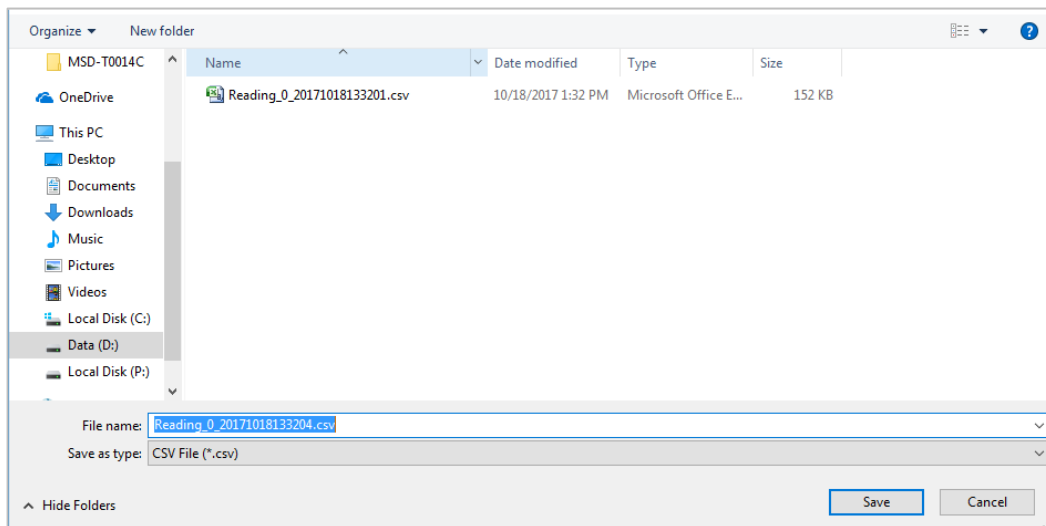 Organize New folder ?
MSD-T0014C
OneDrive
This PC
Desktop
Documents
Downloads
Music
Pictures
Videos
Local Disk (C:)
Data (D:)
Local Disk (P:)
Name Date modified Type Size
Reading_0_20171018133201.csv 10/18/2017 1:32 PM Microsoft Office E... 152 KB
File name: Reading_0_20171018133204.csv
Save as type: CSV File (*.csv)
Hide Folders Save Cancel